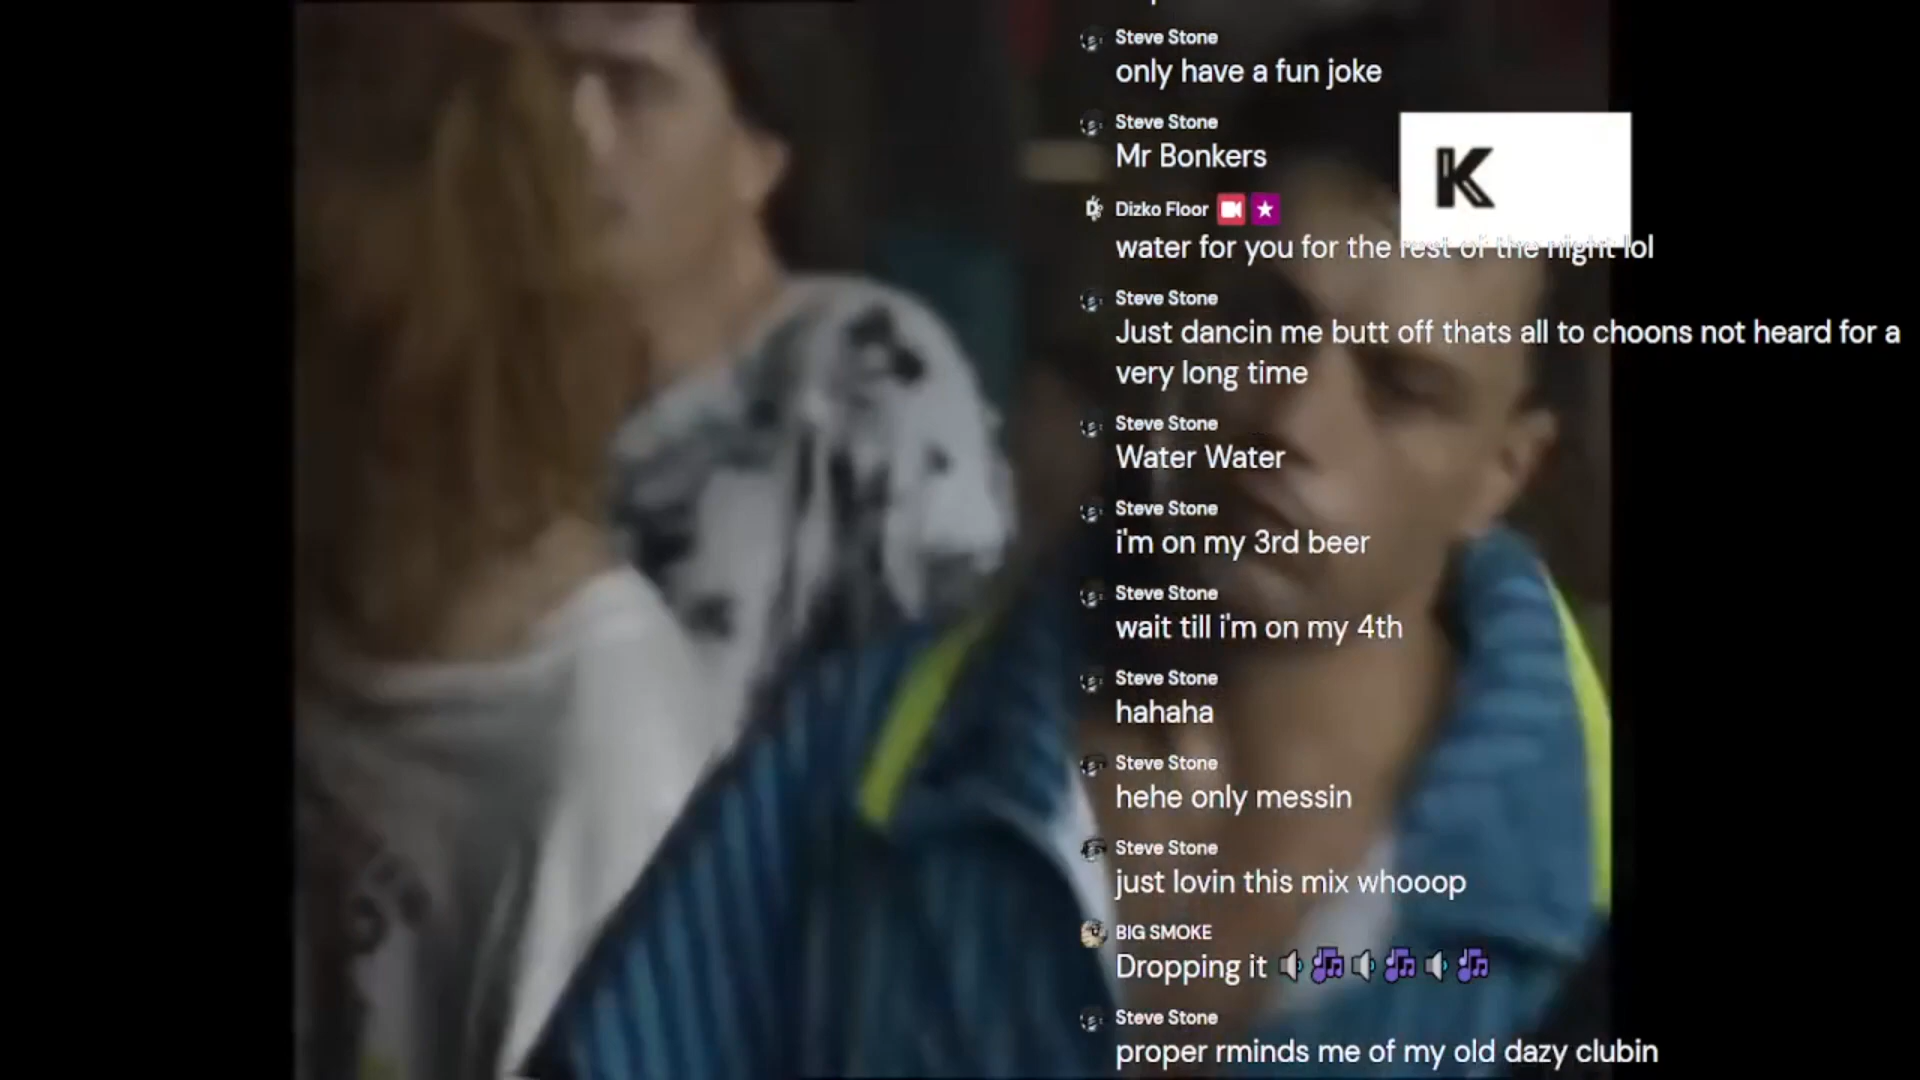 Steve Stone
only have a fun joke
Steve Stone
Mr Bonkers
K
Dizko Floor
water for you for the rest of the night lol
Steve Stone
Just dancin me butt off thats all to choons not heard for a
very long time
Steve Stone
Water Water
Steve Stone
i'm on my 3rd beer
Steve Stone
wait till i'm on my 4th
Steve Stone
hahaha
Steve Stone
hehe only messin
Steve Stone
just lovin this mix whooop
BIG SMOKE
Dropping it 🔈🎶🔈🎶🔈🎶
Steve Stone
proper rminds me of my old dazy clubin